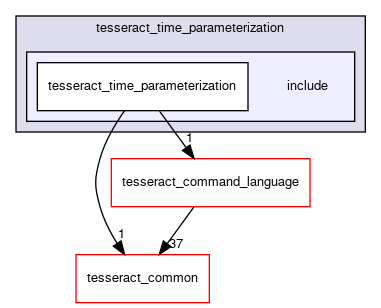 tesseract_time_parameterization
tesseract_time_parameterization include
1
tesseract_command_language
1 37
tesseract_common